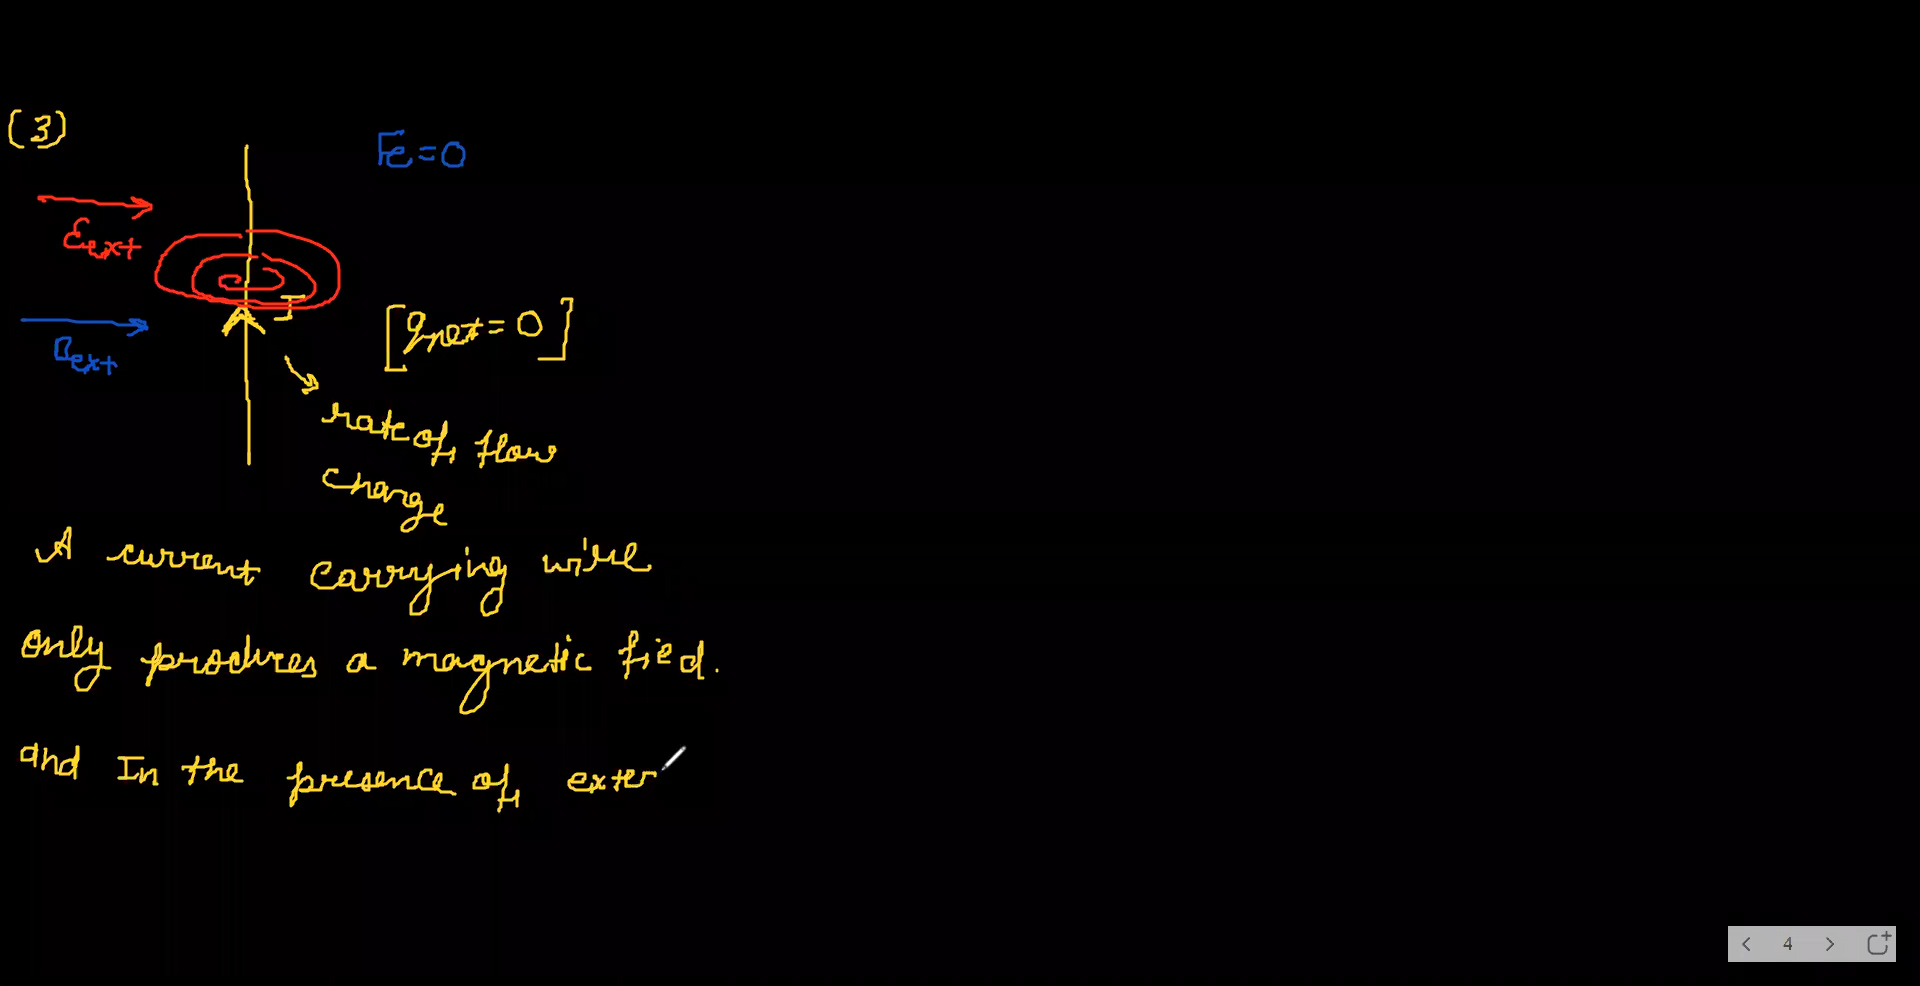 (3)
Fe=0
Eext
I
[qnet=0]
Bext
rate of flow
charge
A current carrying wire
only produces a magnetic field.
and In the presence of exter
4